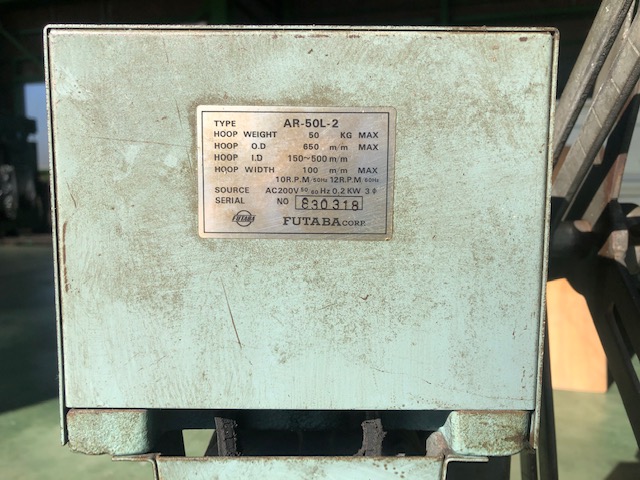 TYPE AR-50L-2
HOOP WEIGHT 50 KG MAX
HOOP O.D 650 m/m MAX
HOOP I.D 150~500 m/m
HOOP WIDTH 100 m/m MAX
10R.P.M 50Hz 12R.P.M 60Hz
SOURCE AC200V 50/60 Hz 0,2 KW 3 ϕ
SERIAL NO 830318
FUTABA FUTABA CORP.